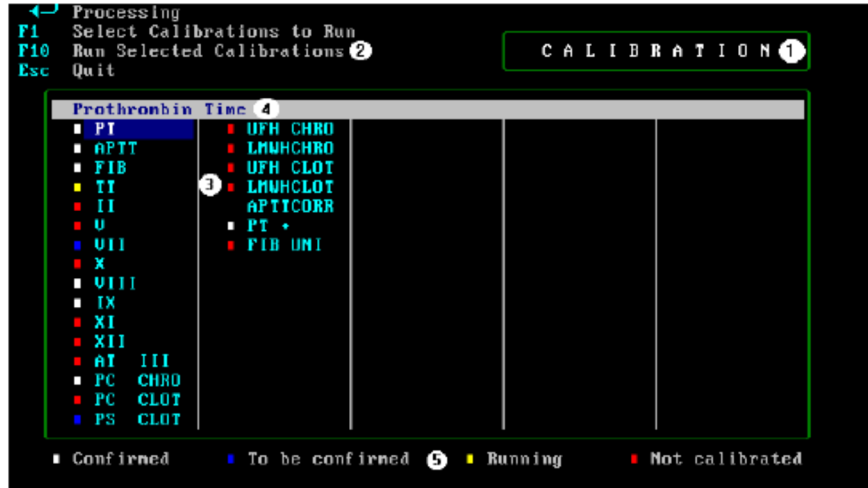 Processing
F1 Select Calibrations to Run
F10 Run Selected Calibrations 2
Esc Quit
CALIBRATION 1
Prothrombin Time 4
PT
APTT
FIB
TT
II
V
VII
X
VIII
IX
XI
XII
AT III
PC CHRO
PC CLOT
PS CLOT
3
UFH CHRO
LMWHCHRO
UFH CLOT
LMWHCLOT
APTTCORR
PT +
FIB UNI
Confirmed To be confirmed 5 Running Not calibrated